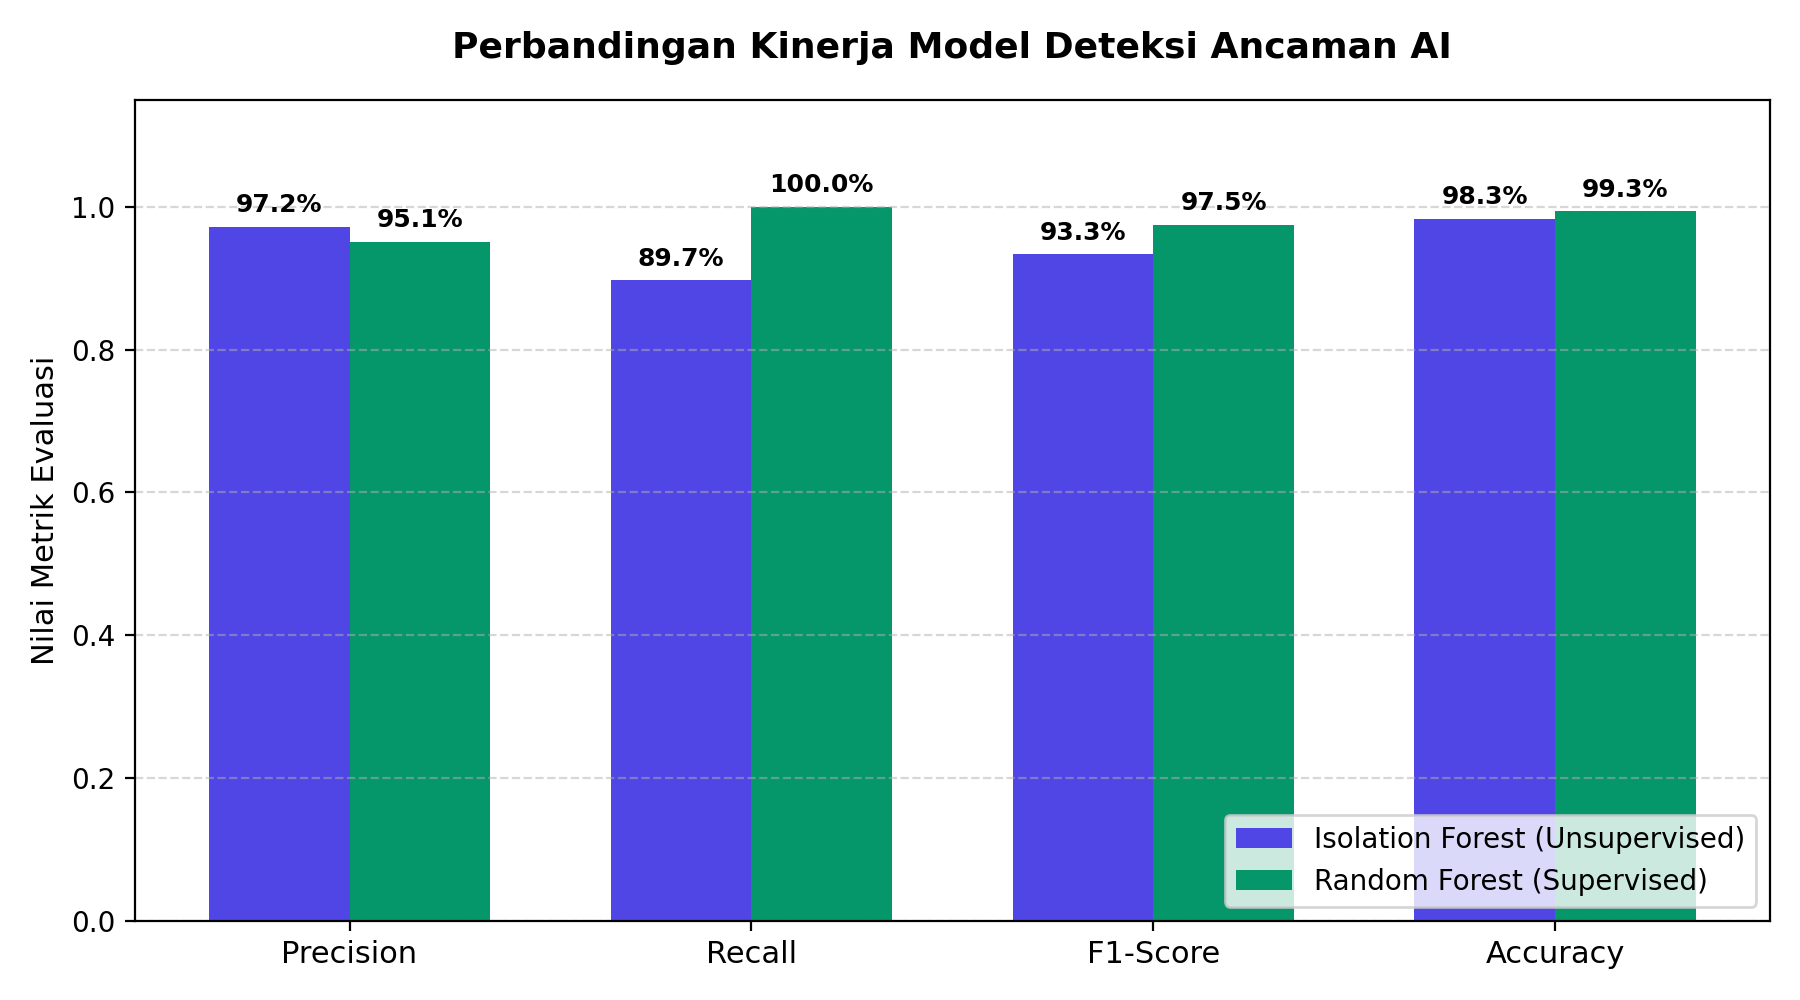 Perbandingan Kinerja Model Deteksi Ancaman AI
Nilai Metrik Evaluasi
1.0
0.8
0.6
0.4
0.2
0.0
97.2%
95.1%
89.7%
100.0%
93.3%
97.5%
98.3%
99.3%
Isolation Forest (Unsupervised)
Random Forest (Supervised)
Precision
Recall
F1-Score
Accuracy